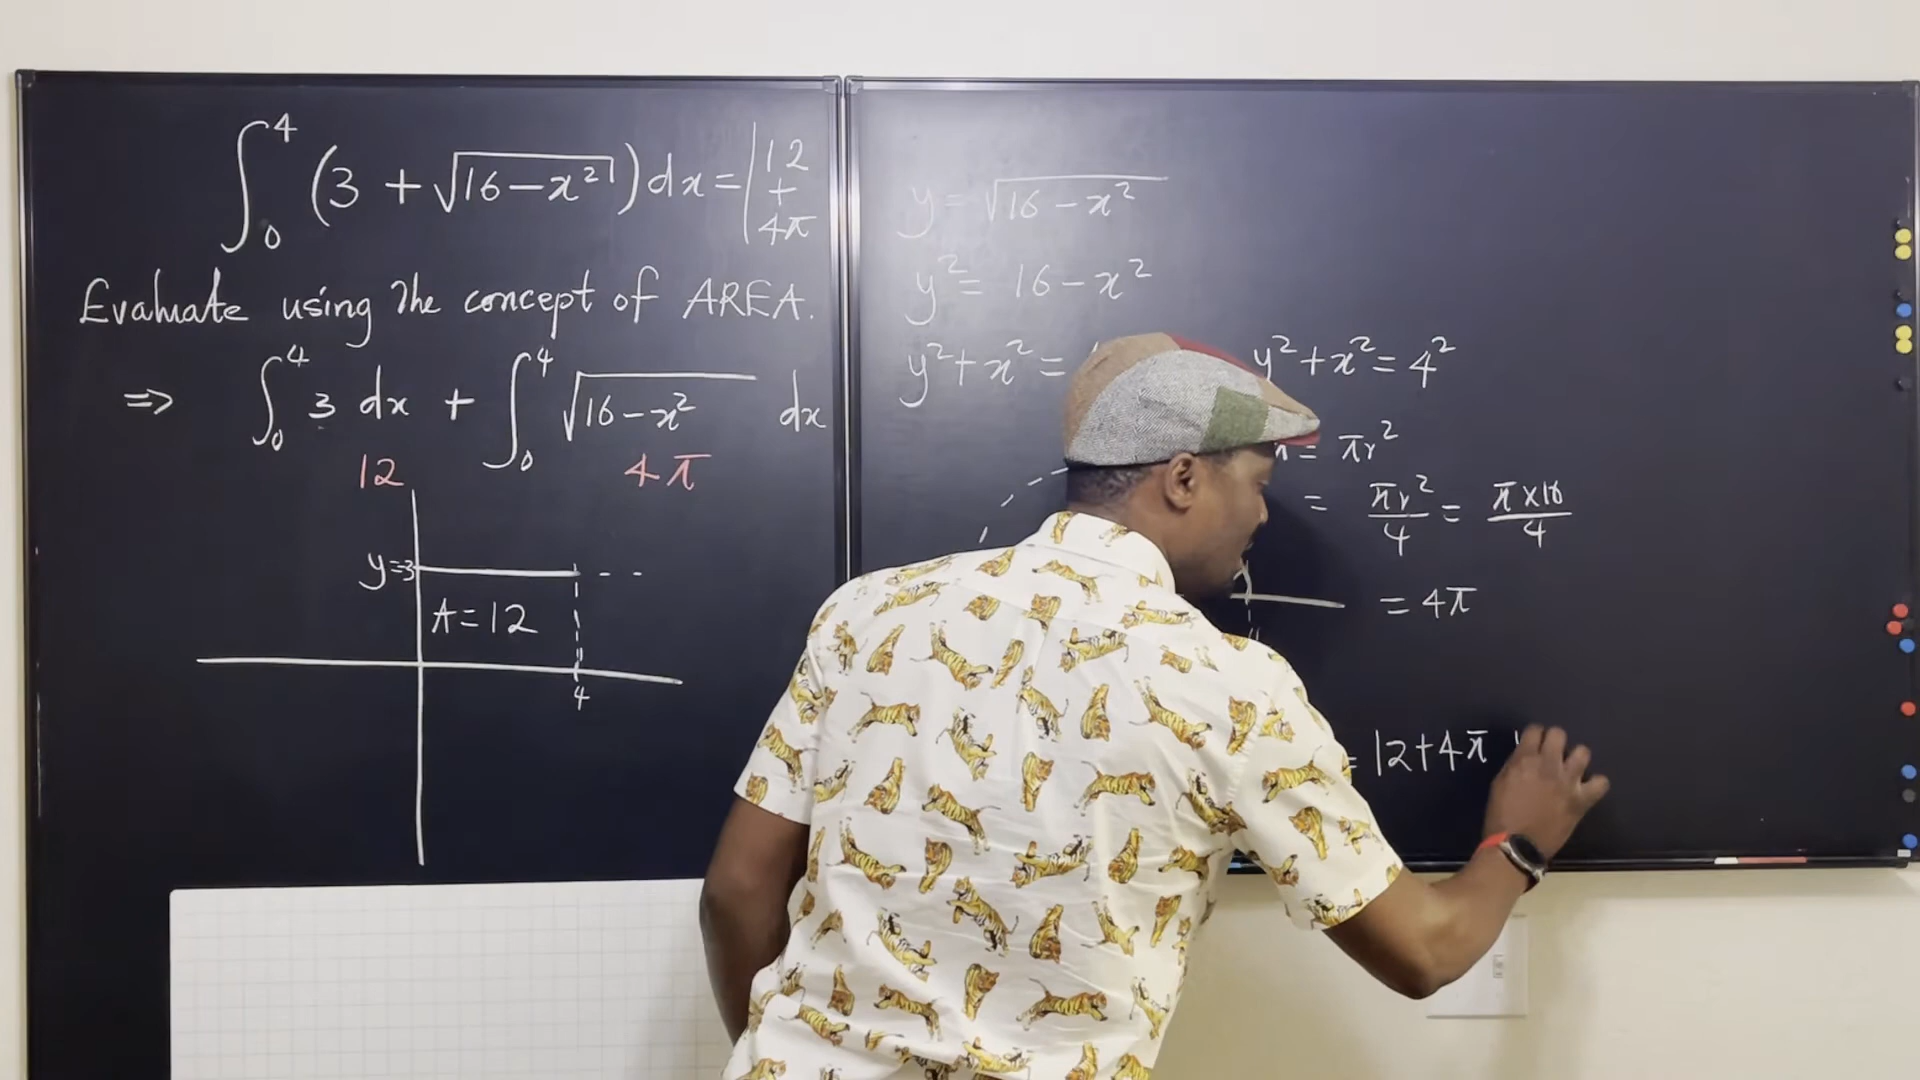 ∫₀⁴ (3 + √(16 − x²)) dx = | 12 + 4π
Evaluate using the concept of AREA.
⇒ ∫₀⁴ 3 dx + ∫₀⁴ √(16 − x²) dx
12 4π
y=3
A = 12
4
y = √(16 − x²)
y² = 16 − x²
y² + x² =
y² + x² = 4²
= πr²
= πr²/4 = π×16/4
= 4π
= 12+4π